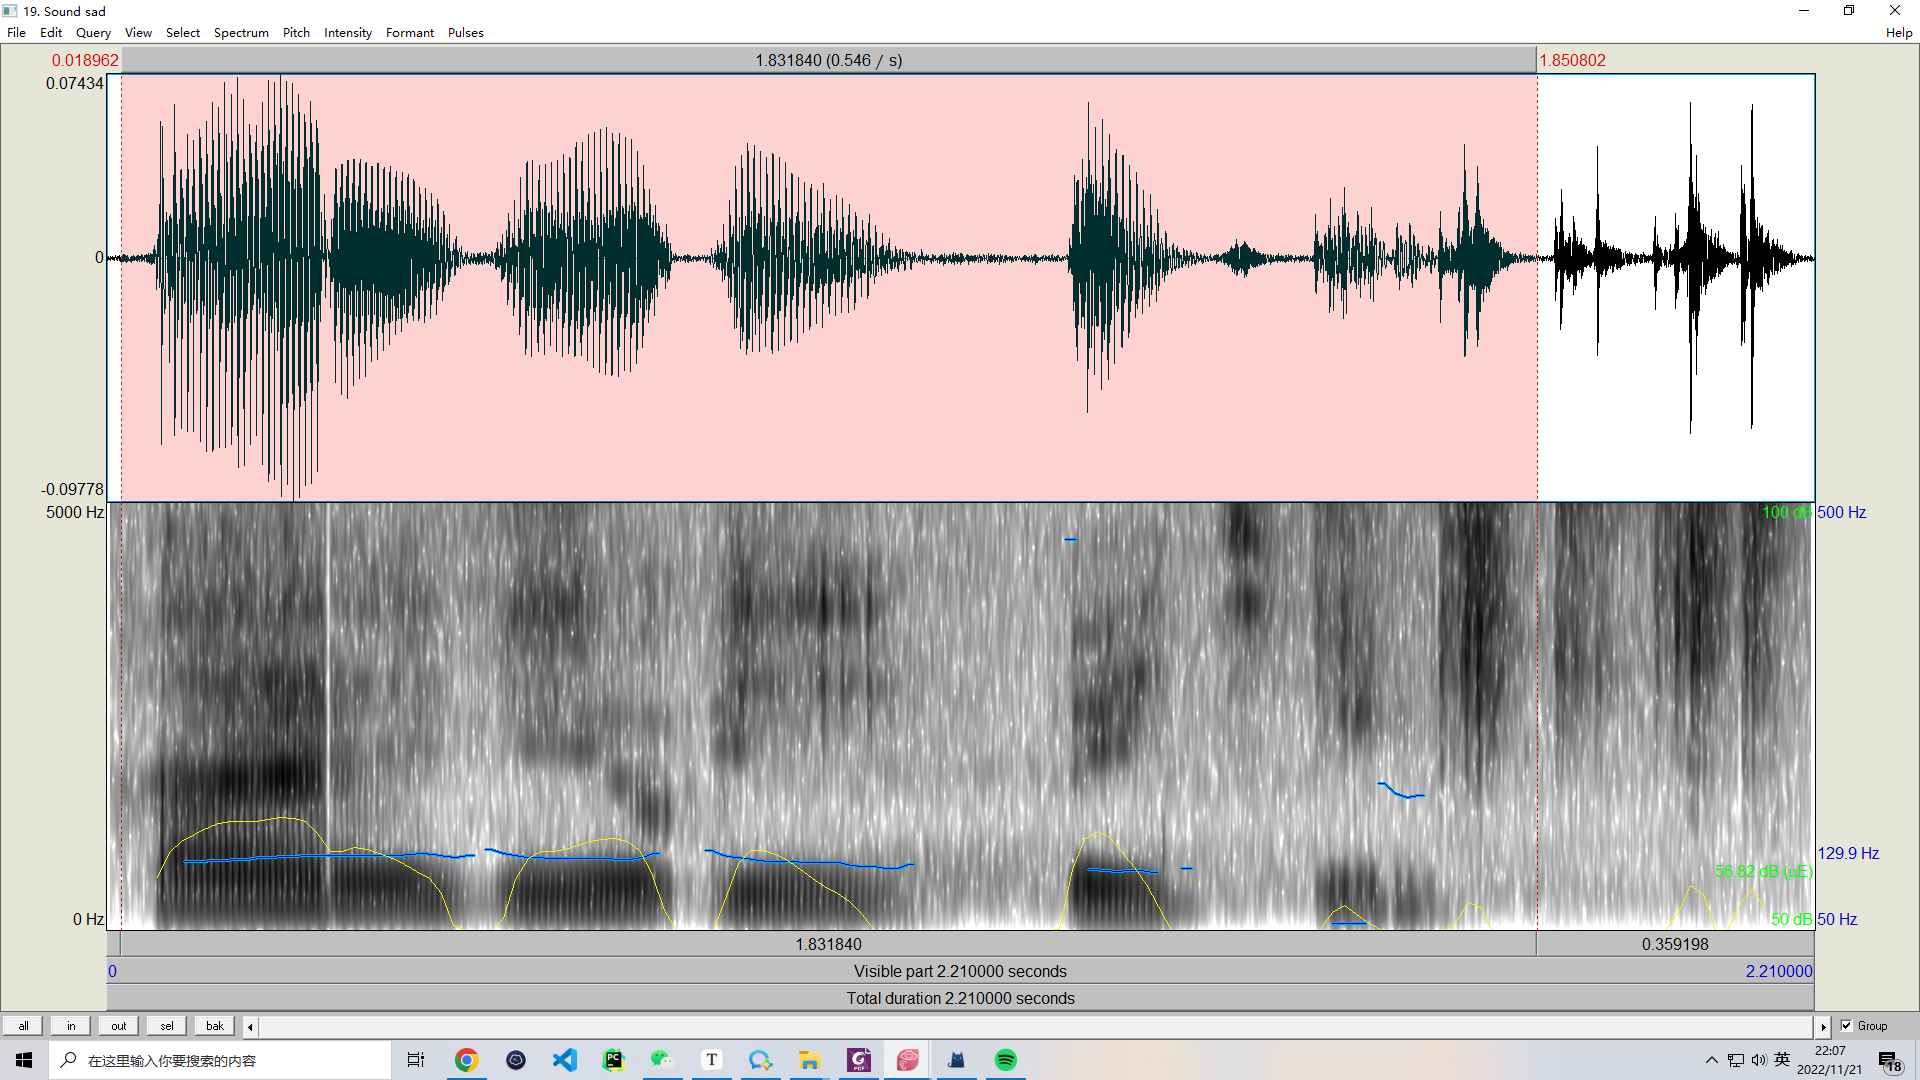 19. Sound sad
File Edit Query View Select Spectrum Pitch Intensity Formant Pulses Help
0.018962 1.831840 (0.546 / s) 1.850802
0.07434
0
-0.09778
5000 Hz 100 dB 500 Hz
129.9 Hz
56.82 dB (µE)
0 Hz 50 dB 50 Hz
1.831840 0.359198
0 Visible part 2.210000 seconds 2.210000
Total duration 2.210000 seconds
all in out sel bak Group
在这里输入你要搜索的内容 PC T G PDF 英 22:07
2022/11/21 18